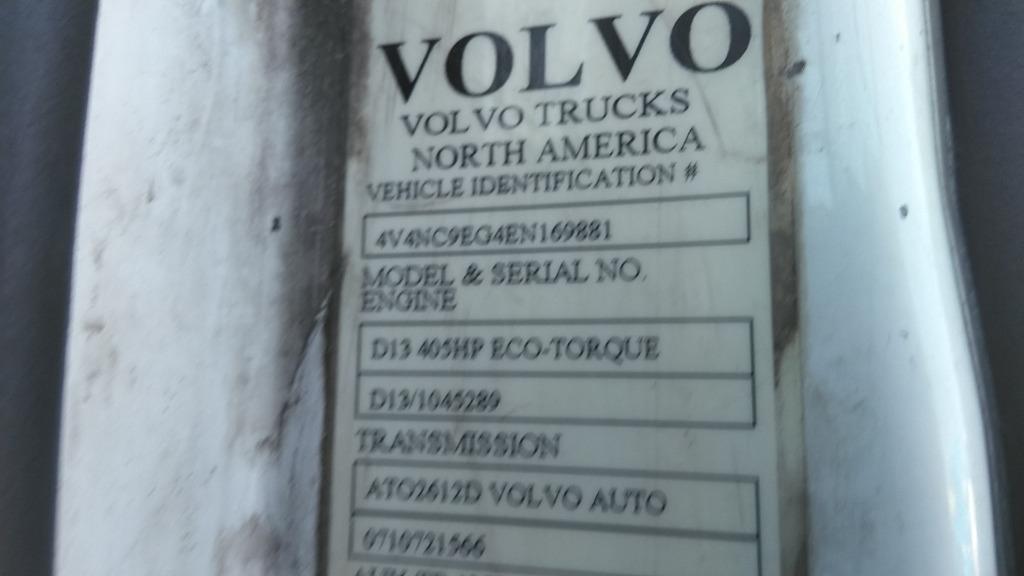 VOLVO
VOLVO TRUCKS
NORTH AMERICA
VEHICLE IDENTIFICATION #
4V4NC9EG4EN169881
MODEL & SERIAL NO.
ENGINE
D13 405HP ECO-TORQUE
D13/1045289
TRANSMISSION
ATO2612D VOLVO AUTO
0710721566